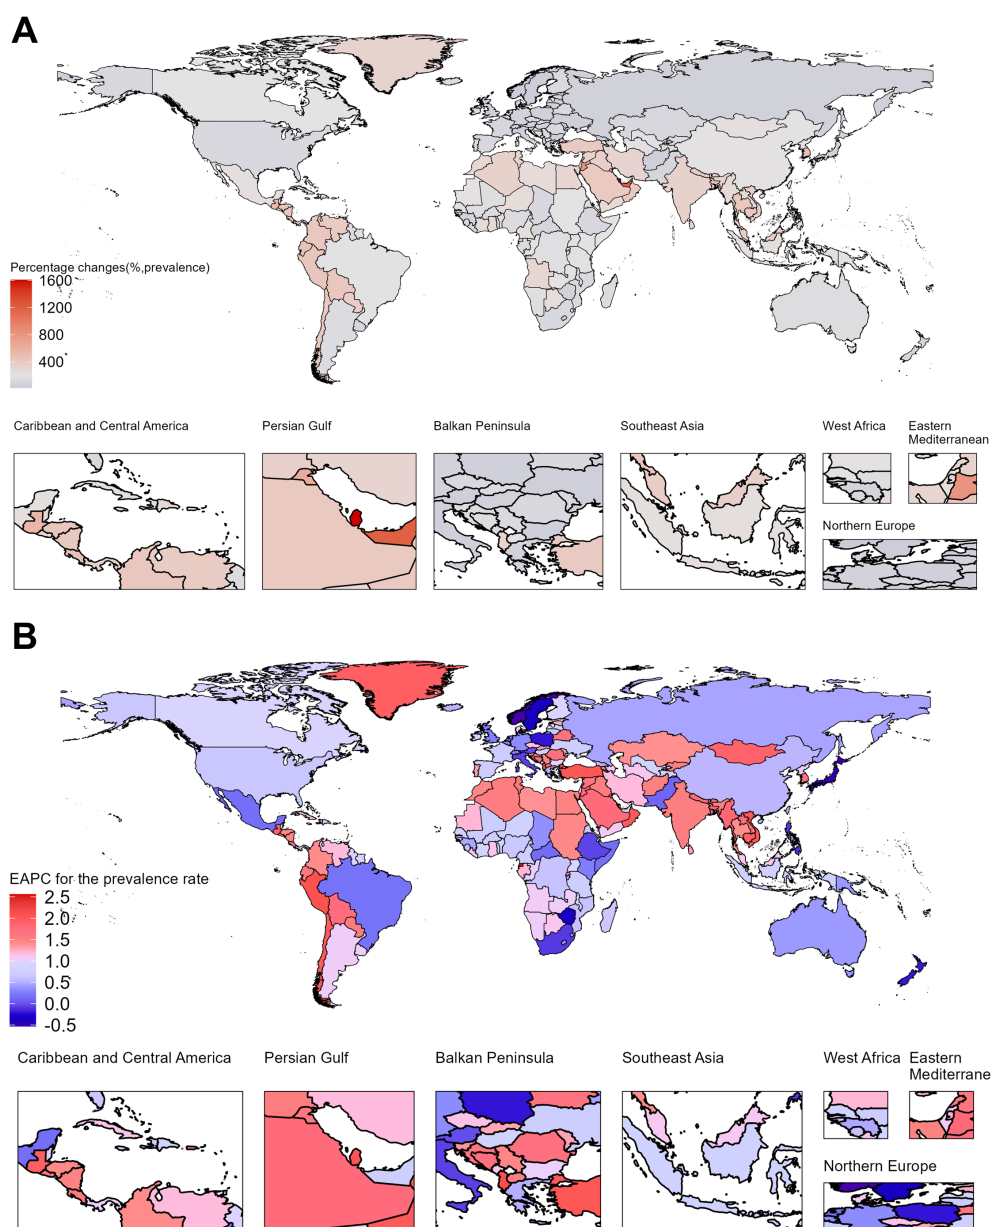 A
Percentage changes(%,prevalence)
1600
1200
800
400
Caribbean and Central America
Persian Gulf
Balkan Peninsula
Southeast Asia
West Africa
Eastern
Mediterranean
Northern Europe
B
EAPC for the prevalence rate
2.5
2.0
1.5
1.0
0.5
0.0
-0.5
Caribbean and Central America
Persian Gulf
Balkan Peninsula
Southeast Asia
West Africa
Eastern
Mediterrane
Northern Europe